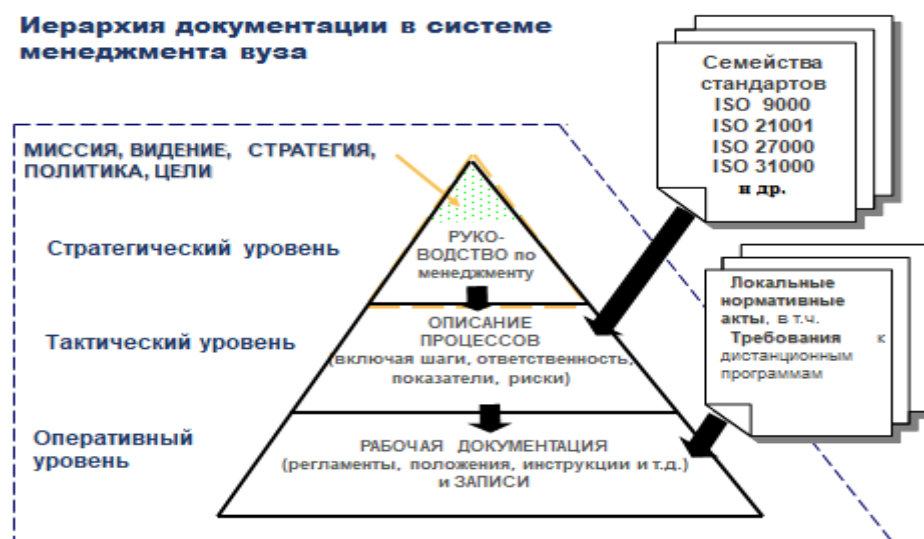 Иерархия документации в системе
менеджмента вуза
Семейства
стандартов
ISO 9000
ISO 21001
ISO 27000
ISO 31000
и др.
МИССИЯ, ВИДЕНИЕ, СТРАТЕГИЯ,
ПОЛИТИКА, ЦЕЛИ
Стратегический уровень
РУКО-
ВОДСТВО по
менеджменту
Локальные
нормативные
акты, в т.ч.
Требования к
дистанционным
программам
Тактический уровень
ОПИСАНИЕ
ПРОЦЕССОВ
(включая шаги, ответственность,
показатели, риски)
Оперативный
уровень
РАБОЧАЯ ДОКУМЕНТАЦИЯ
(регламенты, положения, инструкции и т.д.)
и ЗАПИСИ